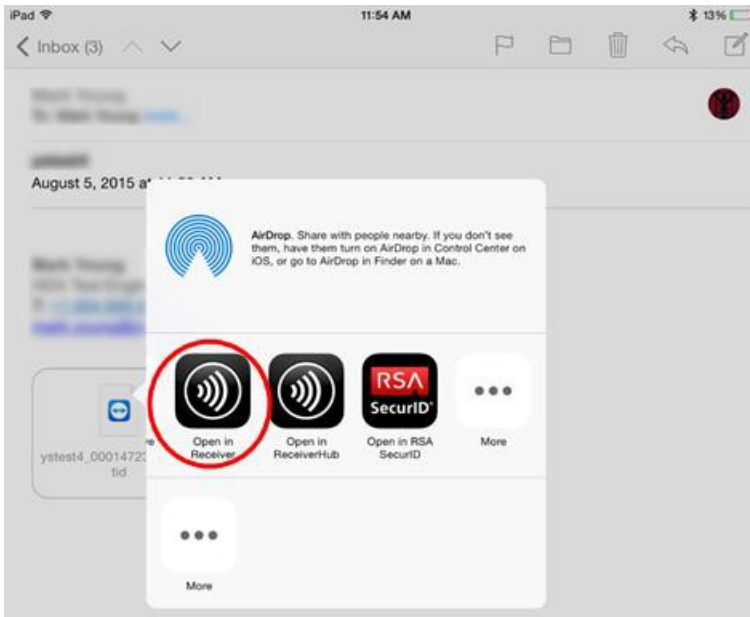 iPad
11:54 AM
13%
Inbox (3)
August 5, 2015
AirDrop. Share with people nearby. If you don't see
them, have them turn on AirDrop in Control Center on
iOS, or go to AirDrop in Finder on a Mac.
RSA
SecurID
Open in
Receiver
Open in
ReceiverHub
Open in RSA
SecurID
More
ystest4_00014723
tid
More